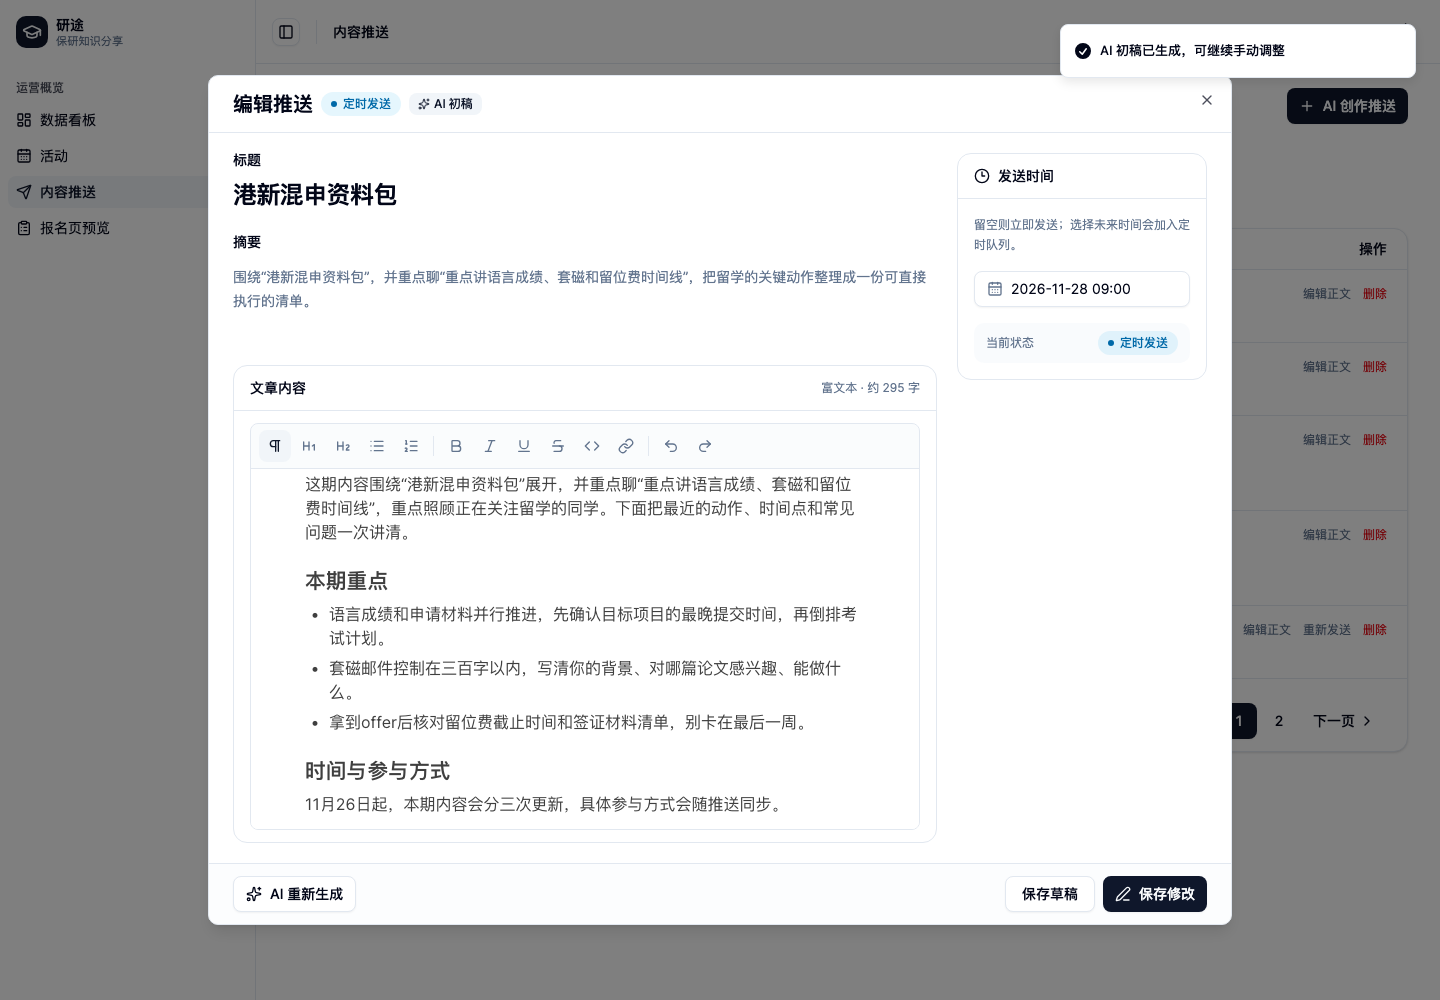 研途
保研知识分享
运营概览
数据看板
活动
内容推送
报名页预览
内容推送
AI 初稿已生成，可继续手动调整
AI 创作推送
操作
编辑正文 删除
编辑正文 删除
编辑正文 删除
编辑正文 删除
编辑正文 重新发送 删除
1 2 下一页
编辑推送 定时发送 AI 初稿
标题
港新混申资料包
摘要
围绕“港新混申资料包”，并重点聊“重点讲语言成绩、套磁和留位费时间线”，把留学的关键动作整理成一份可直接
执行的清单。
发送时间
留空则立即发送；选择未来时间会加入定
时队列。
2026-11-28 09:00
当前状态 定时发送
文章内容 富文本 · 约 295 字
H1 H2 B I U S
这期内容围绕“港新混申资料包”展开，并重点聊“重点讲语言成绩、套磁和留位
费时间线”，重点照顾正在关注留学的同学。下面把最近的动作、时间点和常见
问题一次讲清。
本期重点
• 语言成绩和申请材料并行推进，先确认目标项目的最晚提交时间，再倒排考
试计划。
• 套磁邮件控制在三百字以内，写清你的背景、对哪篇论文感兴趣、能做什
么。
• 拿到offer后核对留位费截止时间和签证材料清单，别卡在最后一周。
时间与参与方式
11月26日起，本期内容会分三次更新，具体参与方式会随推送同步。
AI 重新生成 保存草稿 保存修改